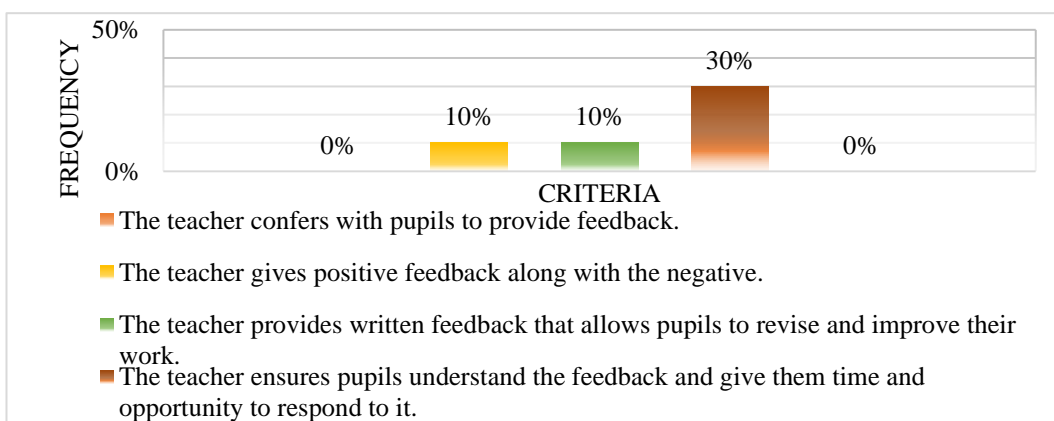 50%
30%
10% 10%
0% 0%
0%
FREQUENCY
CRITERIA
The teacher confers with pupils to provide feedback.
The teacher gives positive feedback along with the negative.
The teacher provides written feedback that allows pupils to revise and improve their
work.
The teacher ensures pupils understand the feedback and give them time and
opportunity to respond to it.